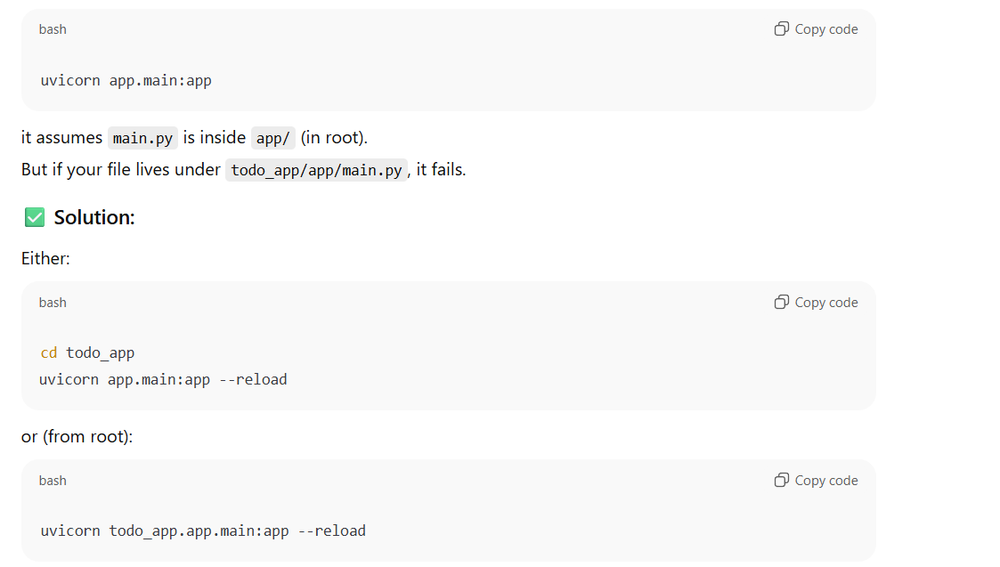 bash
Copy code
uvicorn app.main:app
it assumes main.py is inside app/ (in root).
But if your file lives under todo_app/app/main.py, it fails.
✅ Solution:
Either:
bash
Copy code
cd todo_app
uvicorn app.main:app --reload
or (from root):
bash
Copy code
uvicorn todo_app.app.main:app --reload